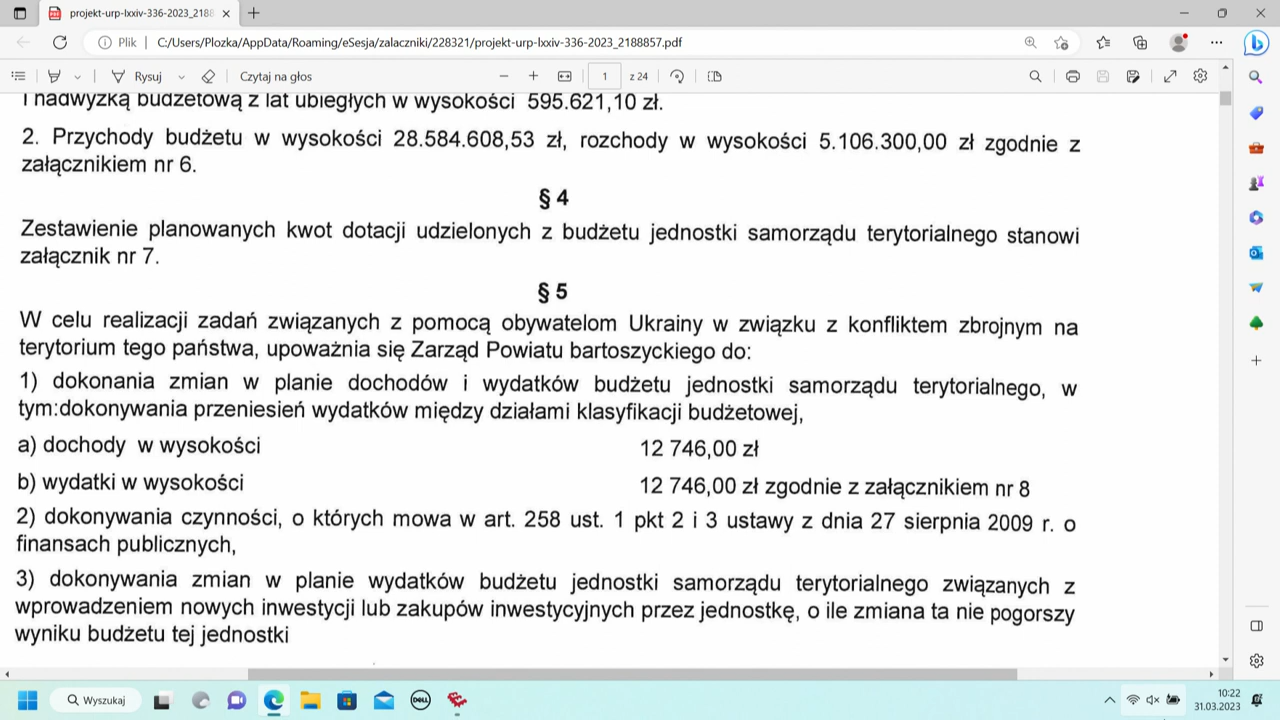 projekt-urp-lxxiv-336-2023_2188
Plik
C:/Users/Plozka/AppData/Roaming/eSesja/zalaczniki/228321/projekt-urp-lxxiv-336-2023_2188857.pdf
Rysuj
Czytaj na głos
1
z 24
i nadwyżką budżetową z lat ubiegłych w wysokości 595.621,10 zł.
2. Przychody budżetu w wysokości 28.584.608,53 zł, rozchody w wysokości 5.106.300,00 zł zgodnie z
załącznikiem nr 6.
§ 4
Zestawienie planowanych kwot dotacji udzielonych z budżetu jednostki samorządu terytorialnego stanowi
załącznik nr 7.
§ 5
W celu realizacji zadań związanych z pomocą obywatelom Ukrainy w związku z konfliktem zbrojnym na
terytorium tego państwa, upoważnia się Zarząd Powiatu bartoszyckiego do:
1) dokonania zmian w planie dochodów i wydatków budżetu jednostki samorządu terytorialnego, w
tym:dokonywania przeniesień wydatków między działami klasyfikacji budżetowej,
a) dochody w wysokości 12 746,00 zł
b) wydatki w wysokości 12 746,00 zł zgodnie z załącznikiem nr 8
2) dokonywania czynności, o których mowa w art. 258 ust. 1 pkt 2 i 3 ustawy z dnia 27 sierpnia 2009 r. o
finansach publicznych,
3) dokonywania zmian w planie wydatków budżetu jednostki samorządu terytorialnego związanych z
wprowadzeniem nowych inwestycji lub zakupów inwestycyjnych przez jednostkę, o ile zmiana ta nie pogorszy
wyniku budżetu tej jednostki
Wyszukaj
DELL
10:22
31.03.2023